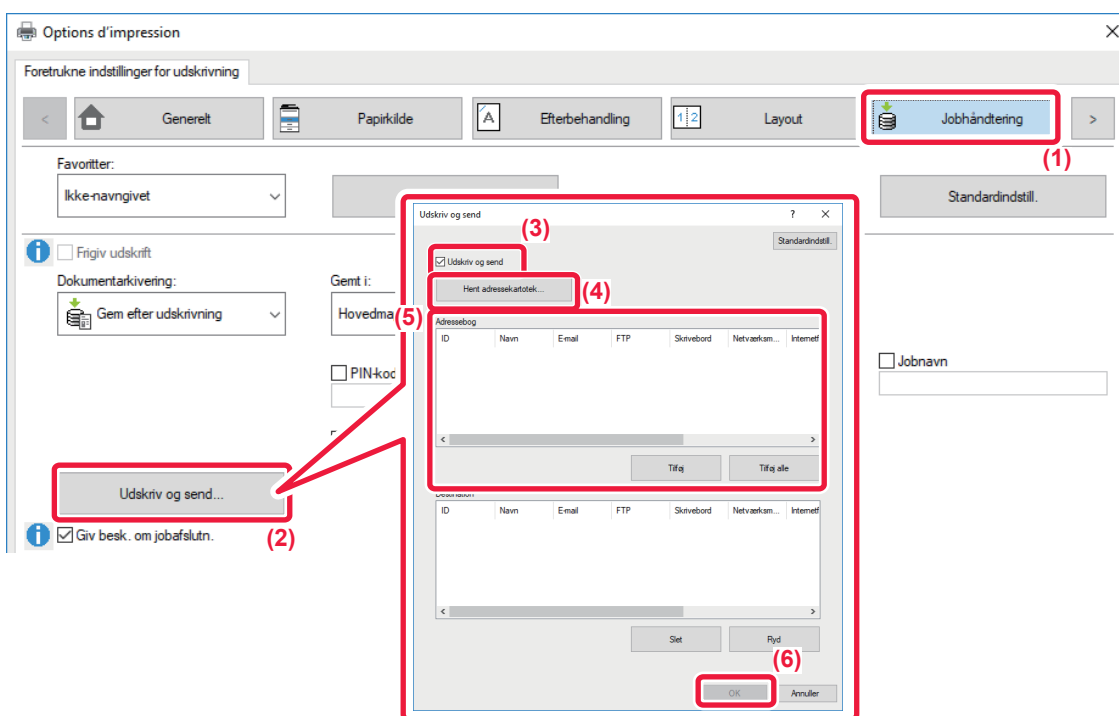 Options d'impression
Foretrukne indstillinger for udskrivning
< Generelt Papirkilde Efterbehandling Layout Jobhåndtering >
(1)
Favoritter:
Ikke-navngivet
Standardindstill.
Frigiv udskrift
Dokumentarkivering:
Gem efter udskrivning
Gemt i:
Hovedma
PIN-kod
Jobnavn
Udskriv og send...
(2)
Giv besk. om jobafslutn.
Udskriv og send ? ×
(3)
Standardindstill.
Udskriv og send
Hent adressekartotek...
(4)
(5)
Adressebog
ID Navn E-mail FTP Skrivebord Netværksm... Internetf
Tilføj Tilføj alle
Destination
ID Navn E-mail FTP Skrivebord Netværksm... Internetf
Slet Ryd
(6)
OK Annuller